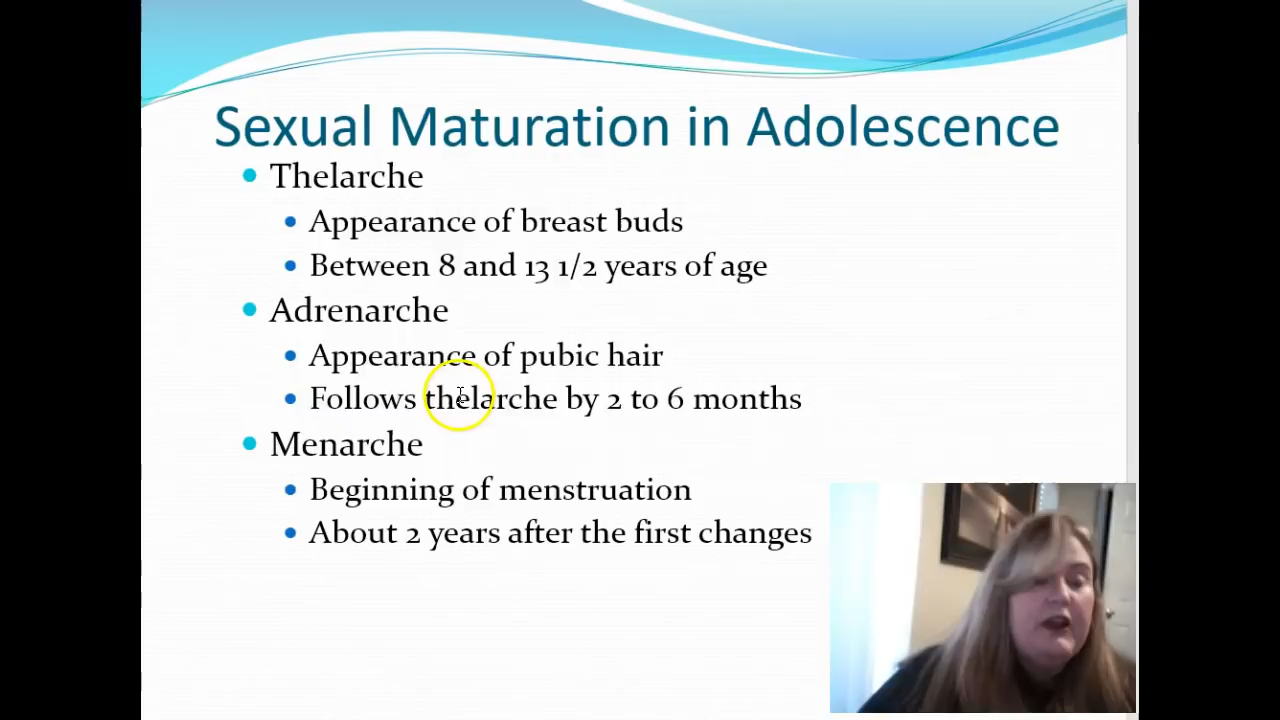 Sexual Maturation in Adolescence
Thelarche
Appearance of breast buds
Between 8 and 13 1/2 years of age
Adrenarche
Appearance of pubic hair
Follows thelarche by 2 to 6 months
Menarche
Beginning of menstruation
About 2 years after the first changes